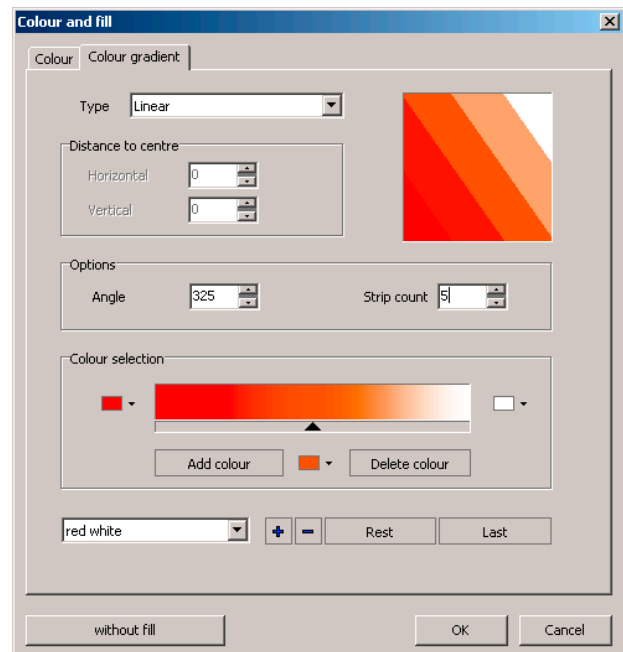 Colour and fill
Colour
Colour gradient
Type
Linear
Distance to centre
Horizontal
0
Vertical
0
Options
Angle
325
Strip count
5
Colour selection
Add colour
Delete colour
red white
Rest
Last
without fill
OK
Cancel